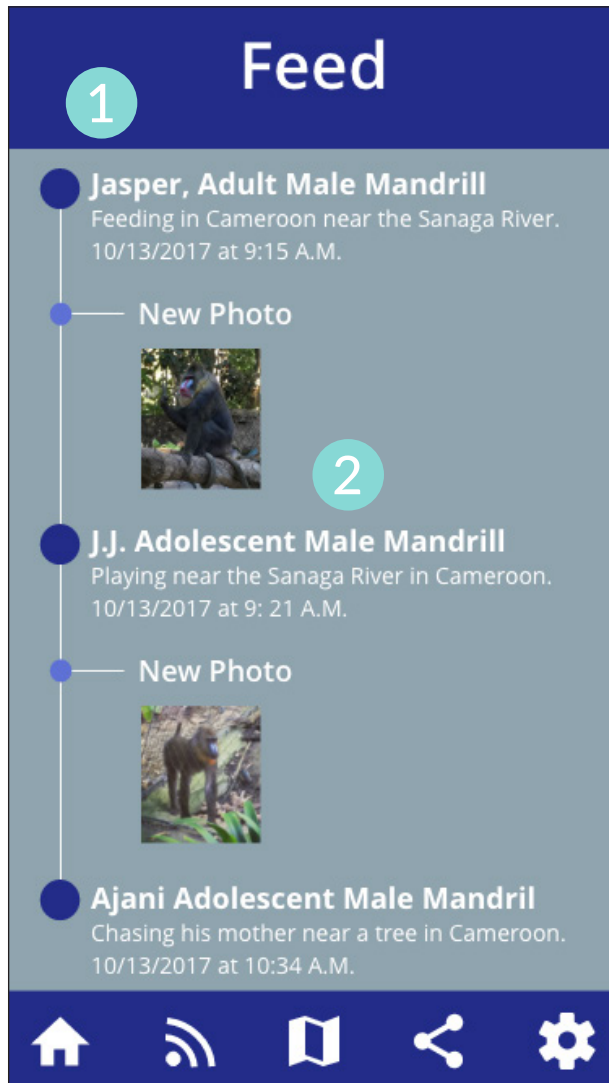 Feed
1
Jasper, Adult Male Mandrill
Feeding in Cameroon near the Sanaga River.
10/13/2017 at 9:15 A.M.
New Photo
2
J.J. Adolescent Male Mandrill
Playing near the Sanaga River in Cameroon.
10/13/2017 at 9: 21 A.M.
New Photo
Ajani Adolescent Male Mandril
Chasing his mother near a tree in Cameroon.
10/13/2017 at 10:34 A.M.